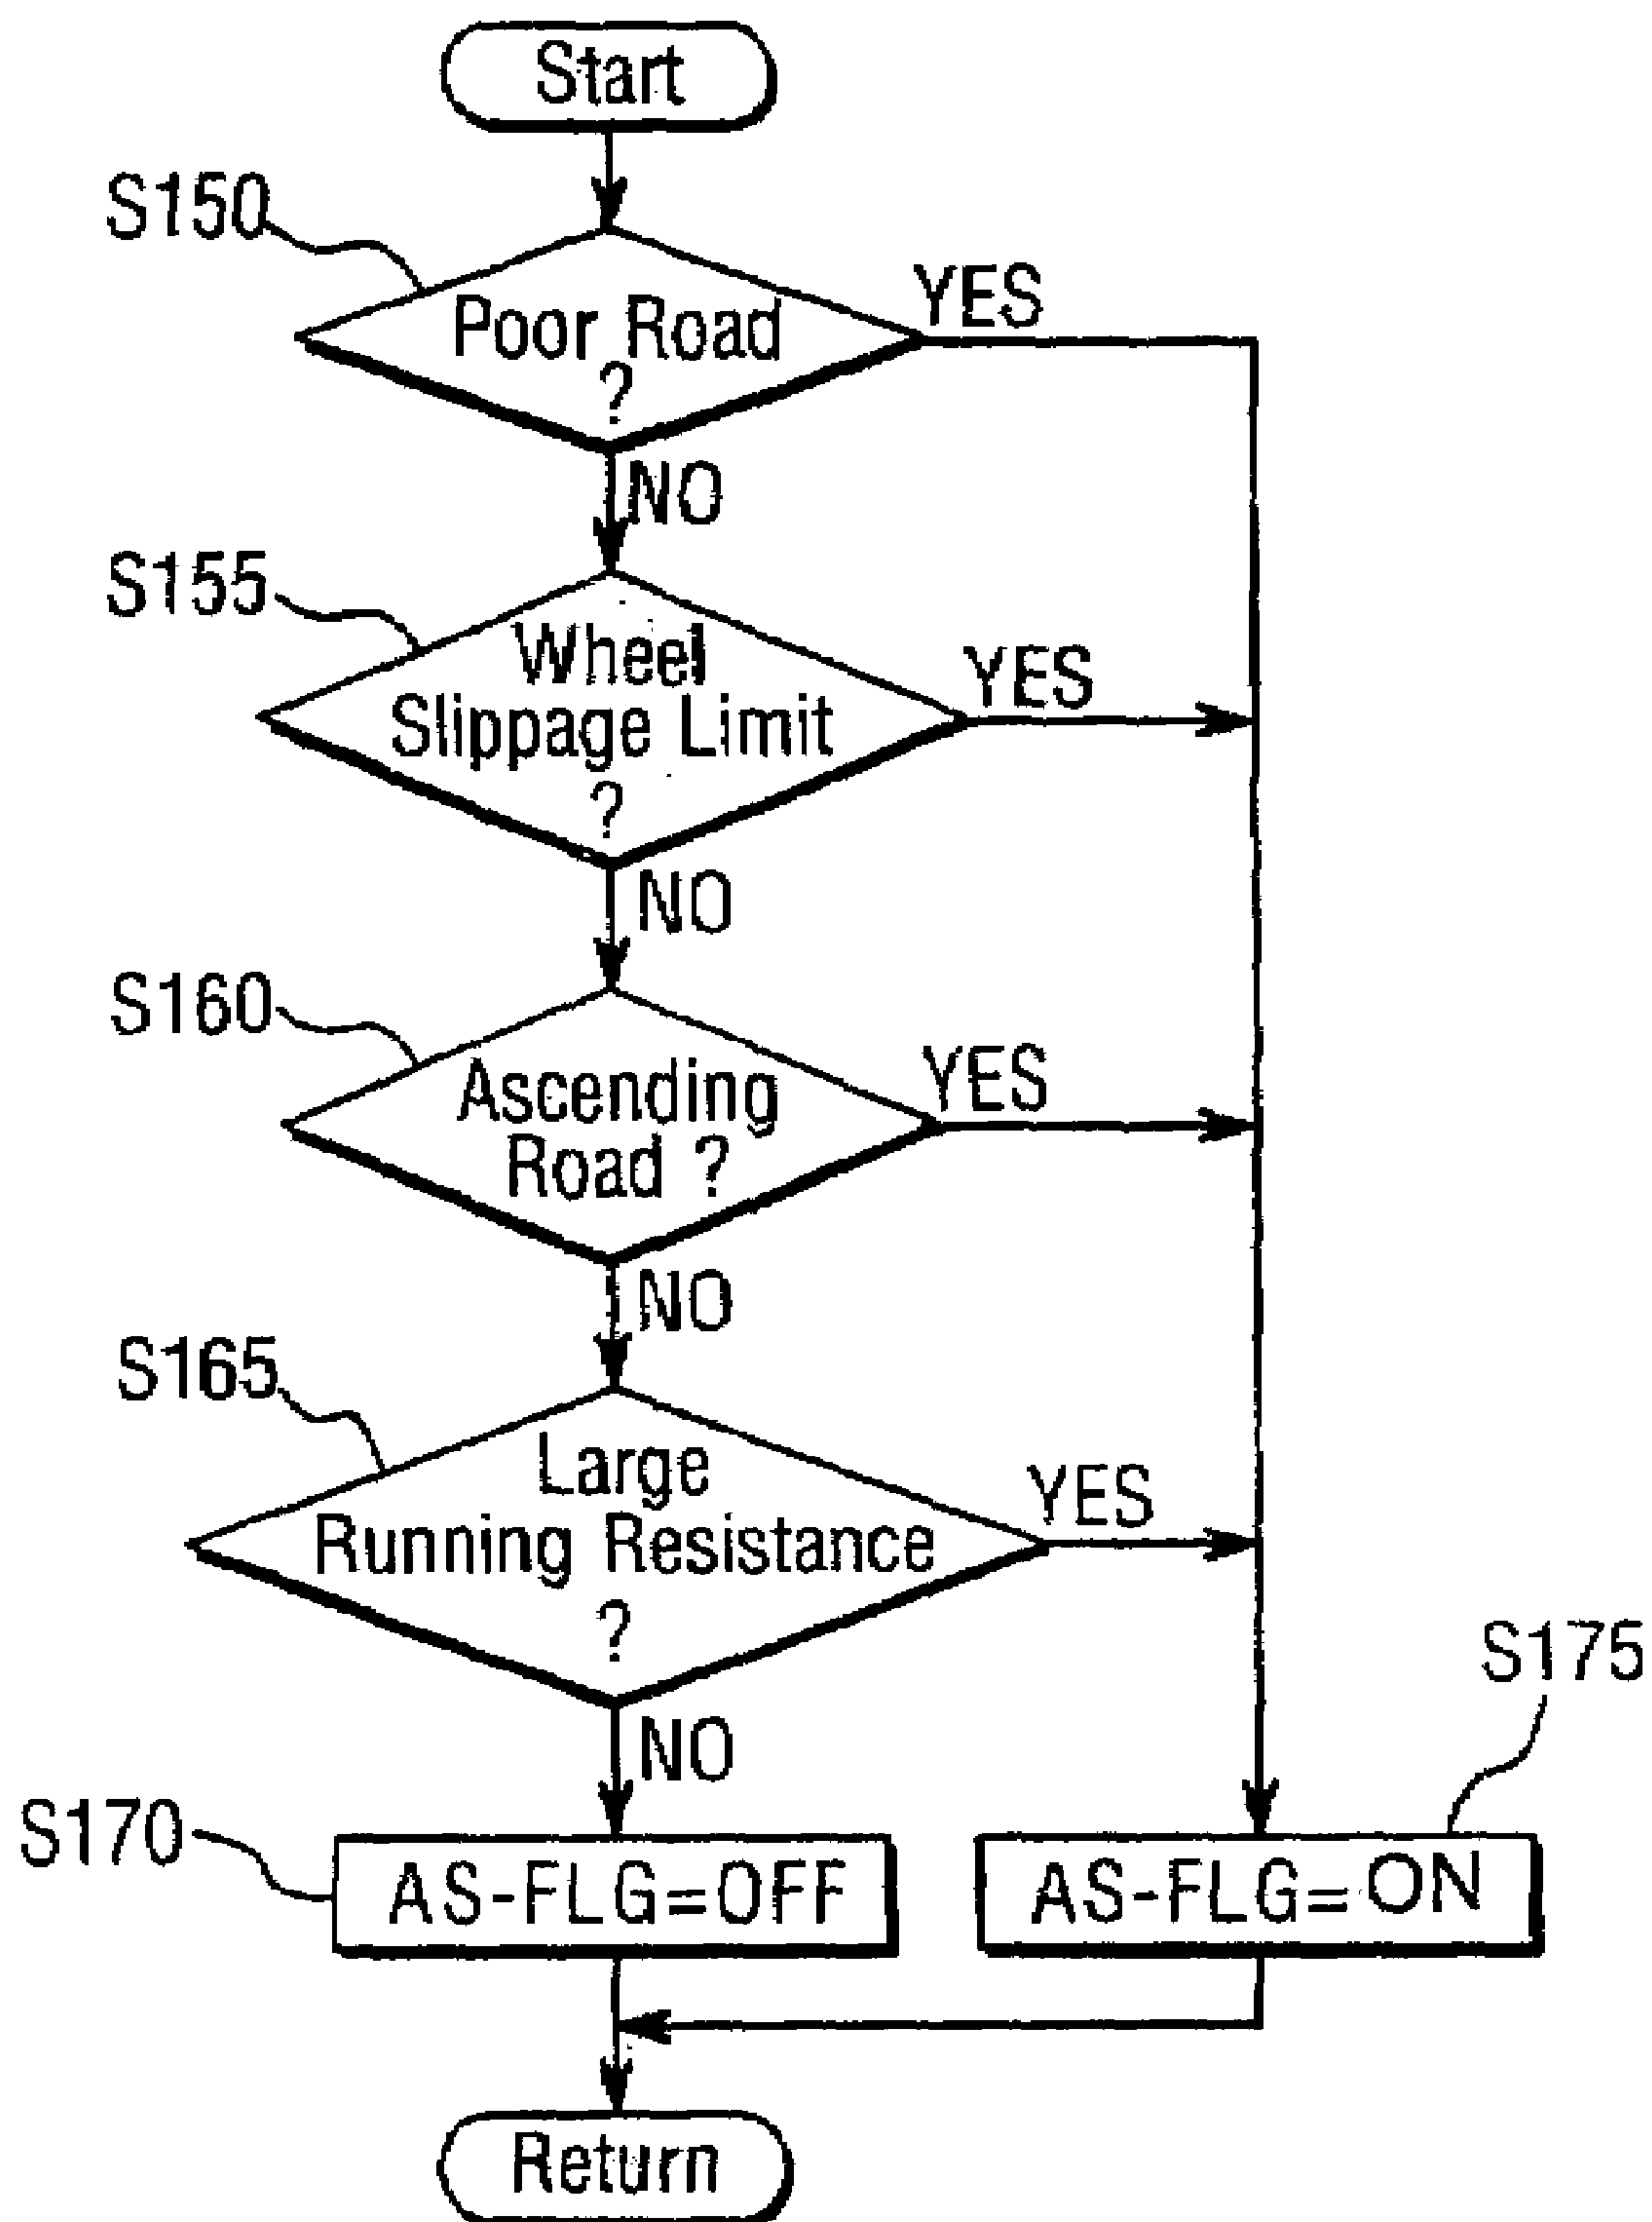 Start
S150
Poor Road
?
YES
NO
S155
Wheel
Slippage Limit
?
YES
NO
S160
Ascending
Road ?
YES
NO
S165
Large
Running Resistance
?
YES
NO
S170
AS-FLG=OFF
S175
AS-FLG=ON
Return